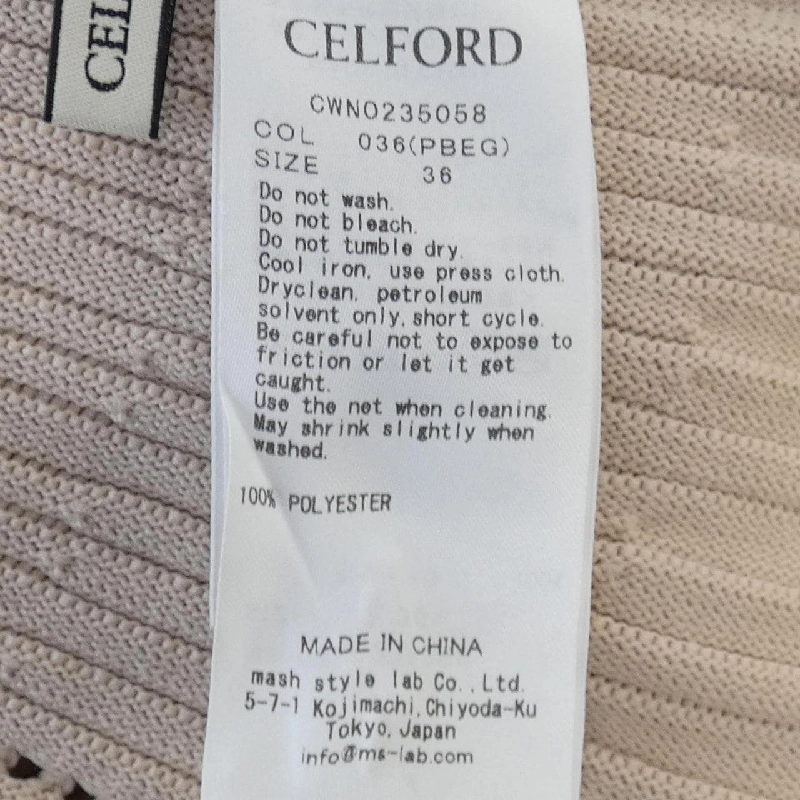 CEL
CELFORD
CWNO235058
COL 036(PBEG)
SIZE 36
Do not wash.
Do not bleach.
Do not tumble dry.
Cool iron, use press cloth.
Dryclean, petroleum
solvent only, short cycle.
Be careful not to expose to
friction or let it get
caught.
Use the net when cleaning.
May shrink slightly when
washed.
100% POLYESTER
MADE IN CHINA
mash style lab Co.,Ltd.
5-7-1 Kojimachi,Chiyoda-Ku
Tokyo, Japan
info@ms-lab.com